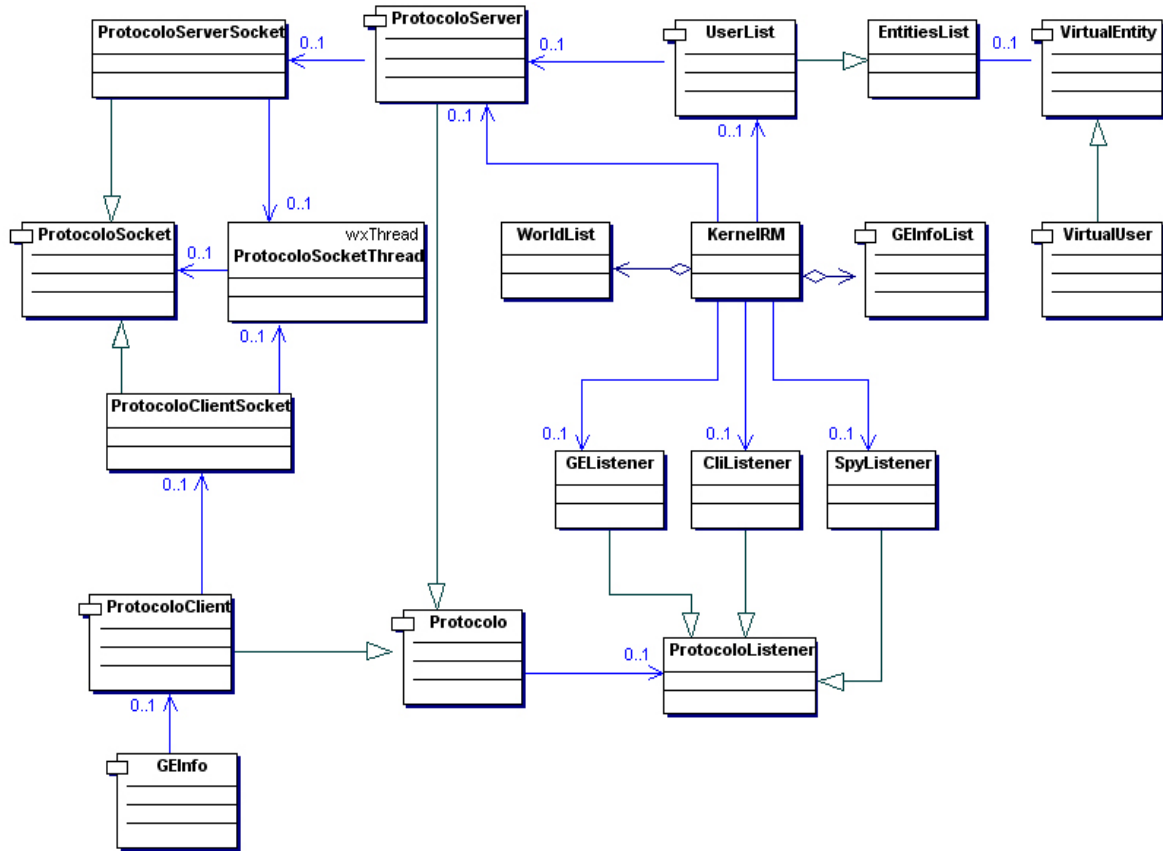 ProtocoloServerSocket
0..1
ProtocoloServer
0..1
UserList
EntitiesList
0..1
VirtualEntity
0..1
0..1
0..1
ProtocoloSocket
0..1
wxThread
ProtocoloSocketThread
WorldList
KernelRM
GEInfoList
VirtualUser
0..1
ProtocoloClientSocket
0..1
0..1
0..1
GEListener
CliListener
SpyListener
0..1
ProtocoloClient
Protocolo
0..1
ProtocoloListener
0..1
GEInfo